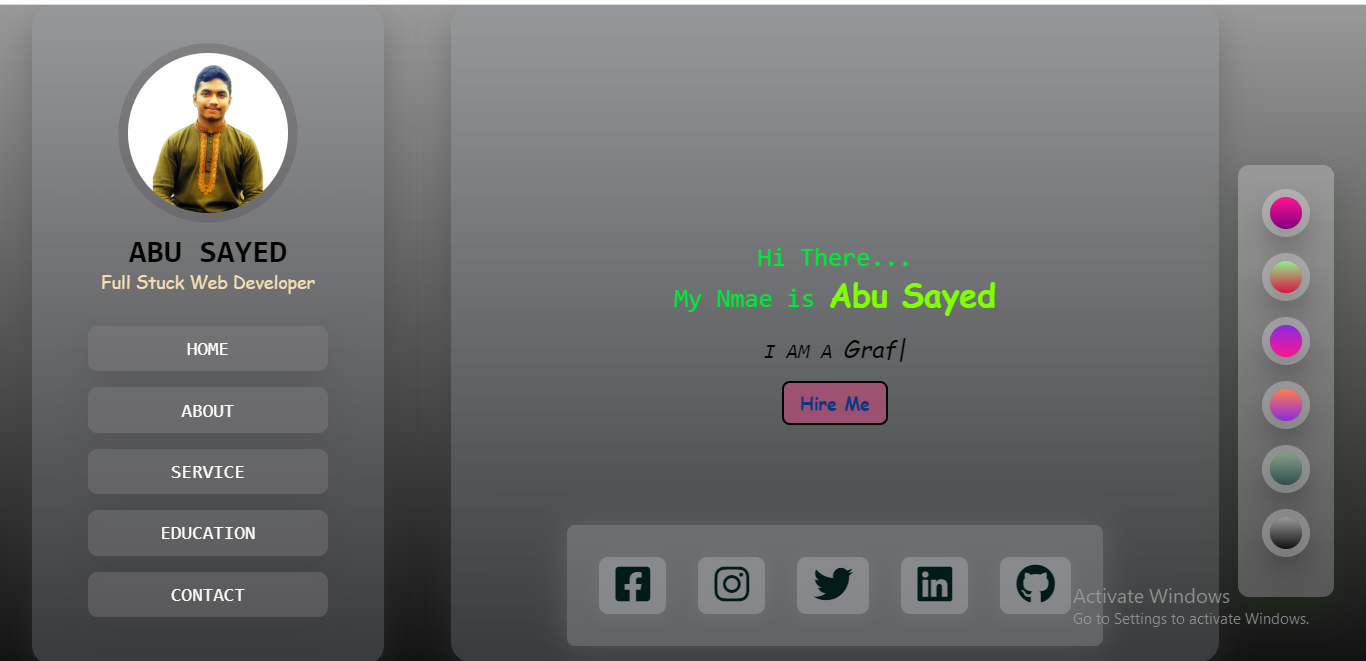 ABU SAYED
Full Stuck Web Developer
HOME
ABOUT
SERVICE
EDUCATION
CONTACT
Hi There...
My Nmae is Abu Sayed
I AM A Graf|
Hire Me
Activate Windows
Go to Settings to activate Windows.